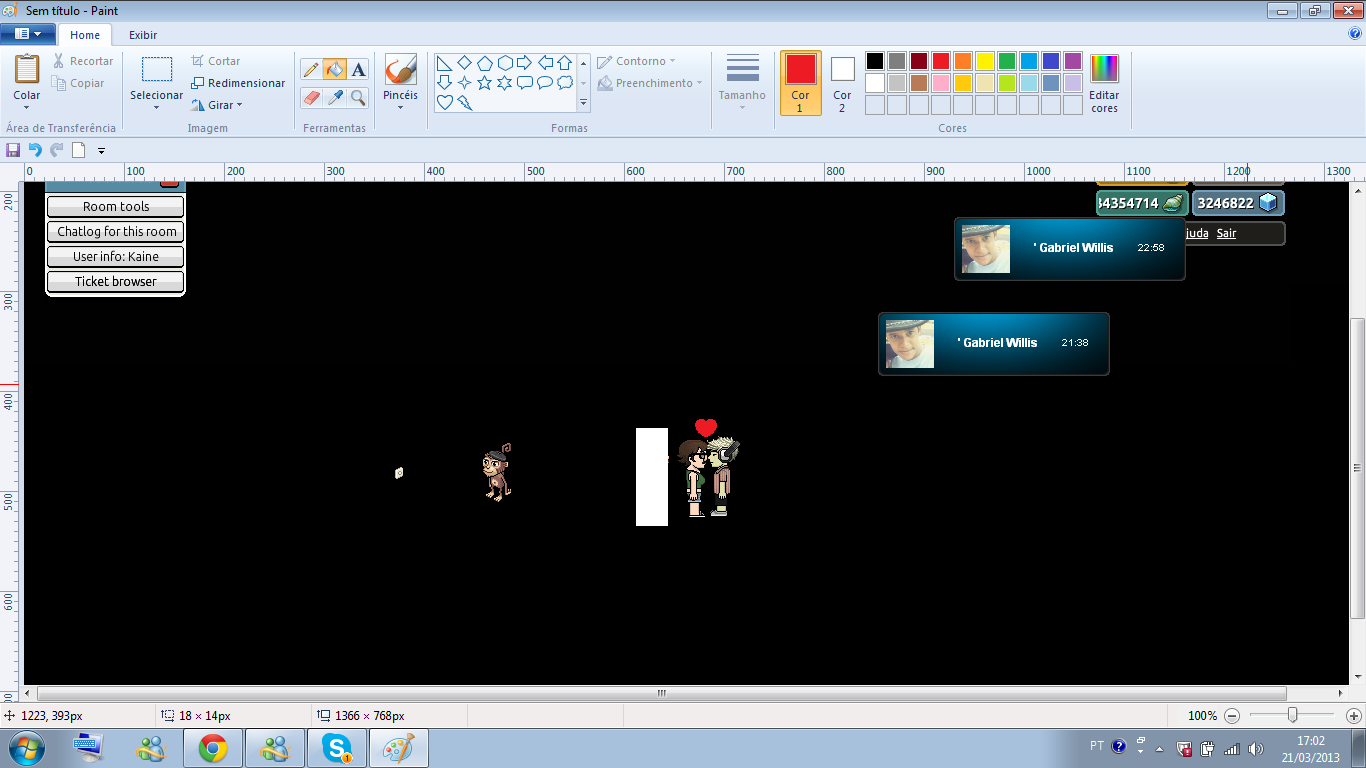 Sem título - Paint
Home Exibir
Colar
Recortar
Copiar
Área de Transferência
Selecionar
Cortar
Redimensionar
Girar
Imagem
A
Ferramentas
Pincéis
Contorno
Preenchimento
Formas
Tamanho
Cor 1
Cor 2
Editar cores
Cores
0 100 200 300 400 500 600 700 800 900 1000 1100 1200 1300
200
300
400
500
600
Room tools
Chatlog for this room
User info: Kaine
Ticket browser
34354714 3246822
juda Sair
' Gabriel Willis 22:58
' Gabriel Willis 21:38
1223, 393px 18 × 14px 1366 × 768px 100%
S 1
PT 17:02
21/03/2013